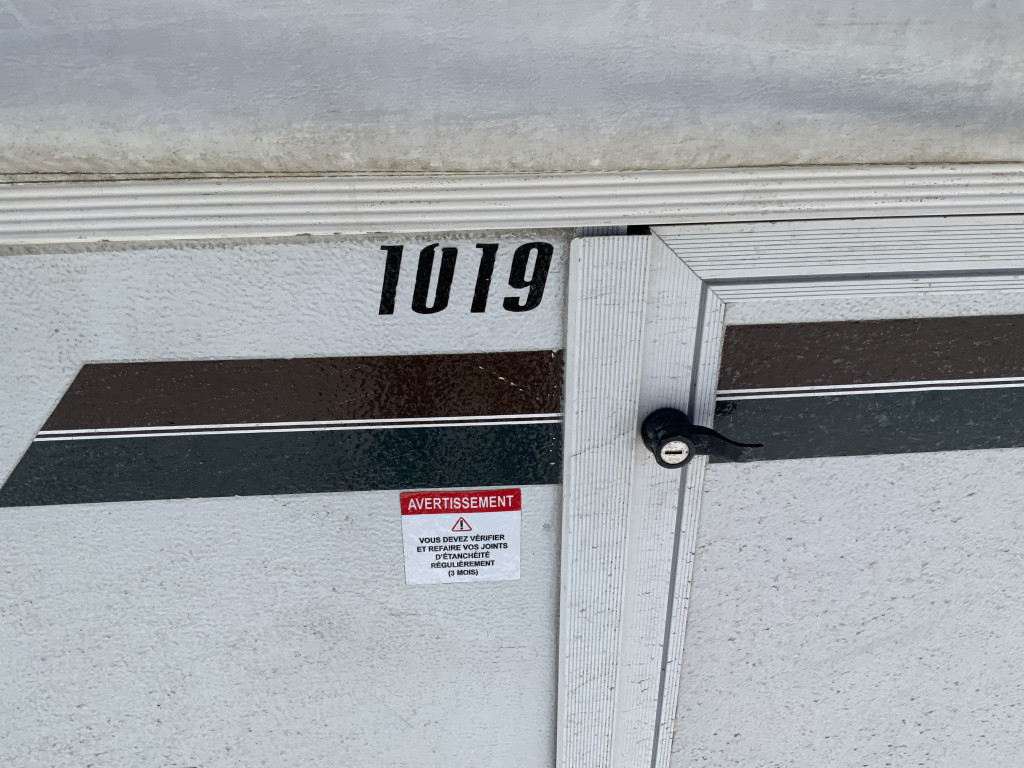 1019
AVERTISSEMENT
VOUS DEVEZ VÉRIFIER
ET REFAIRE VOS JOINTS
D'ÉTANCHÉITÉ
RÉGULIÈREMENT
(3 MOIS)